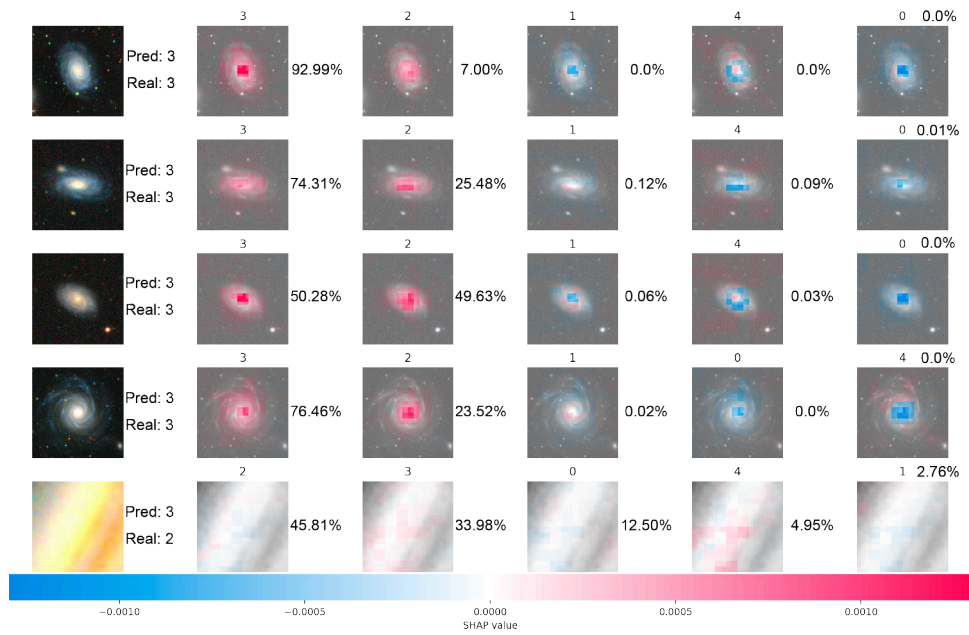 3 2 1 4 0 0.0%
Pred: 3
Real: 3
92.99% 7.00% 0.0% 0.0%
3 2 1 4 0 0.01%
Pred: 3
Real: 3
74.31% 25.48% 0.12% 0.09%
3 2 1 4 0 0.0%
Pred: 3
Real: 3
50.28% 49.63% 0.06% 0.03%
3 2 1 0 4 0.0%
Pred: 3
Real: 3
76.46% 23.52% 0.02% 0.0%
2 3 0 4 1 2.76%
Pred: 3
Real: 2
45.81% 33.98% 12.50% 4.95%
−0.0010 −0.0005 0.0000 0.0005 0.0010
SHAP value